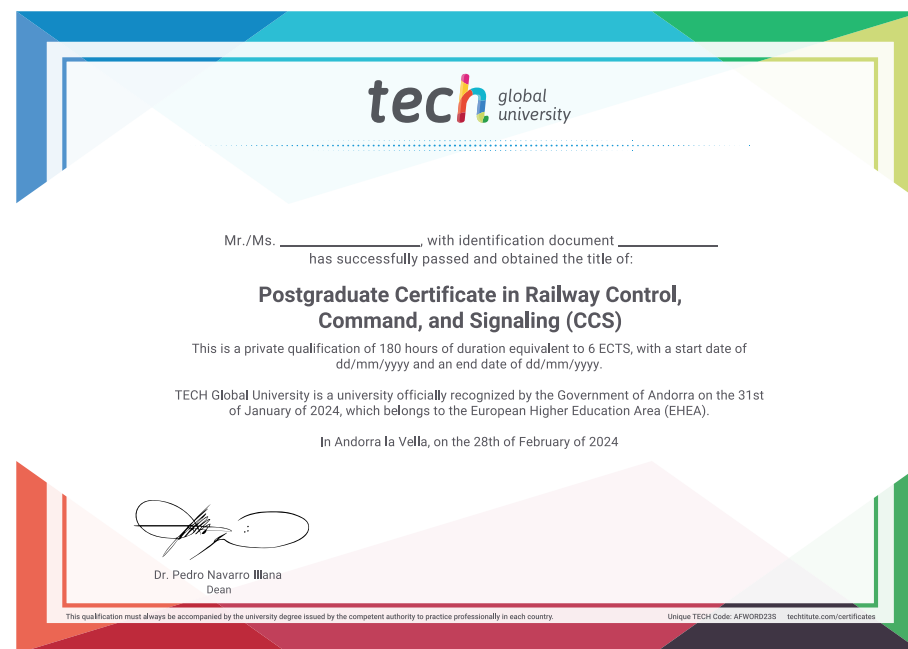 tech global university
Mr./Ms. ____________, with identification document ____________
has successfully passed and obtained the title of:
Postgraduate Certificate in Railway Control,
Command, and Signaling (CCS)
This is a private qualification of 180 hours of duration equivalent to 6 ECTS, with a start date of
dd/mm/yyyy and an end date of dd/mm/yyyy.
TECH Global University is a university officially recognized by the Government of Andorra on the 31st
of January of 2024, which belongs to the European Higher Education Area (EHEA).
In Andorra la Vella, on the 28th of February of 2024
Dr. Pedro Navarro Illana
Dean
This qualification must always be accompanied by the university degree issued by the competent authority to practice professionally in each country. Unique TECH Code: AFWORD23S techtitute.com/certificates